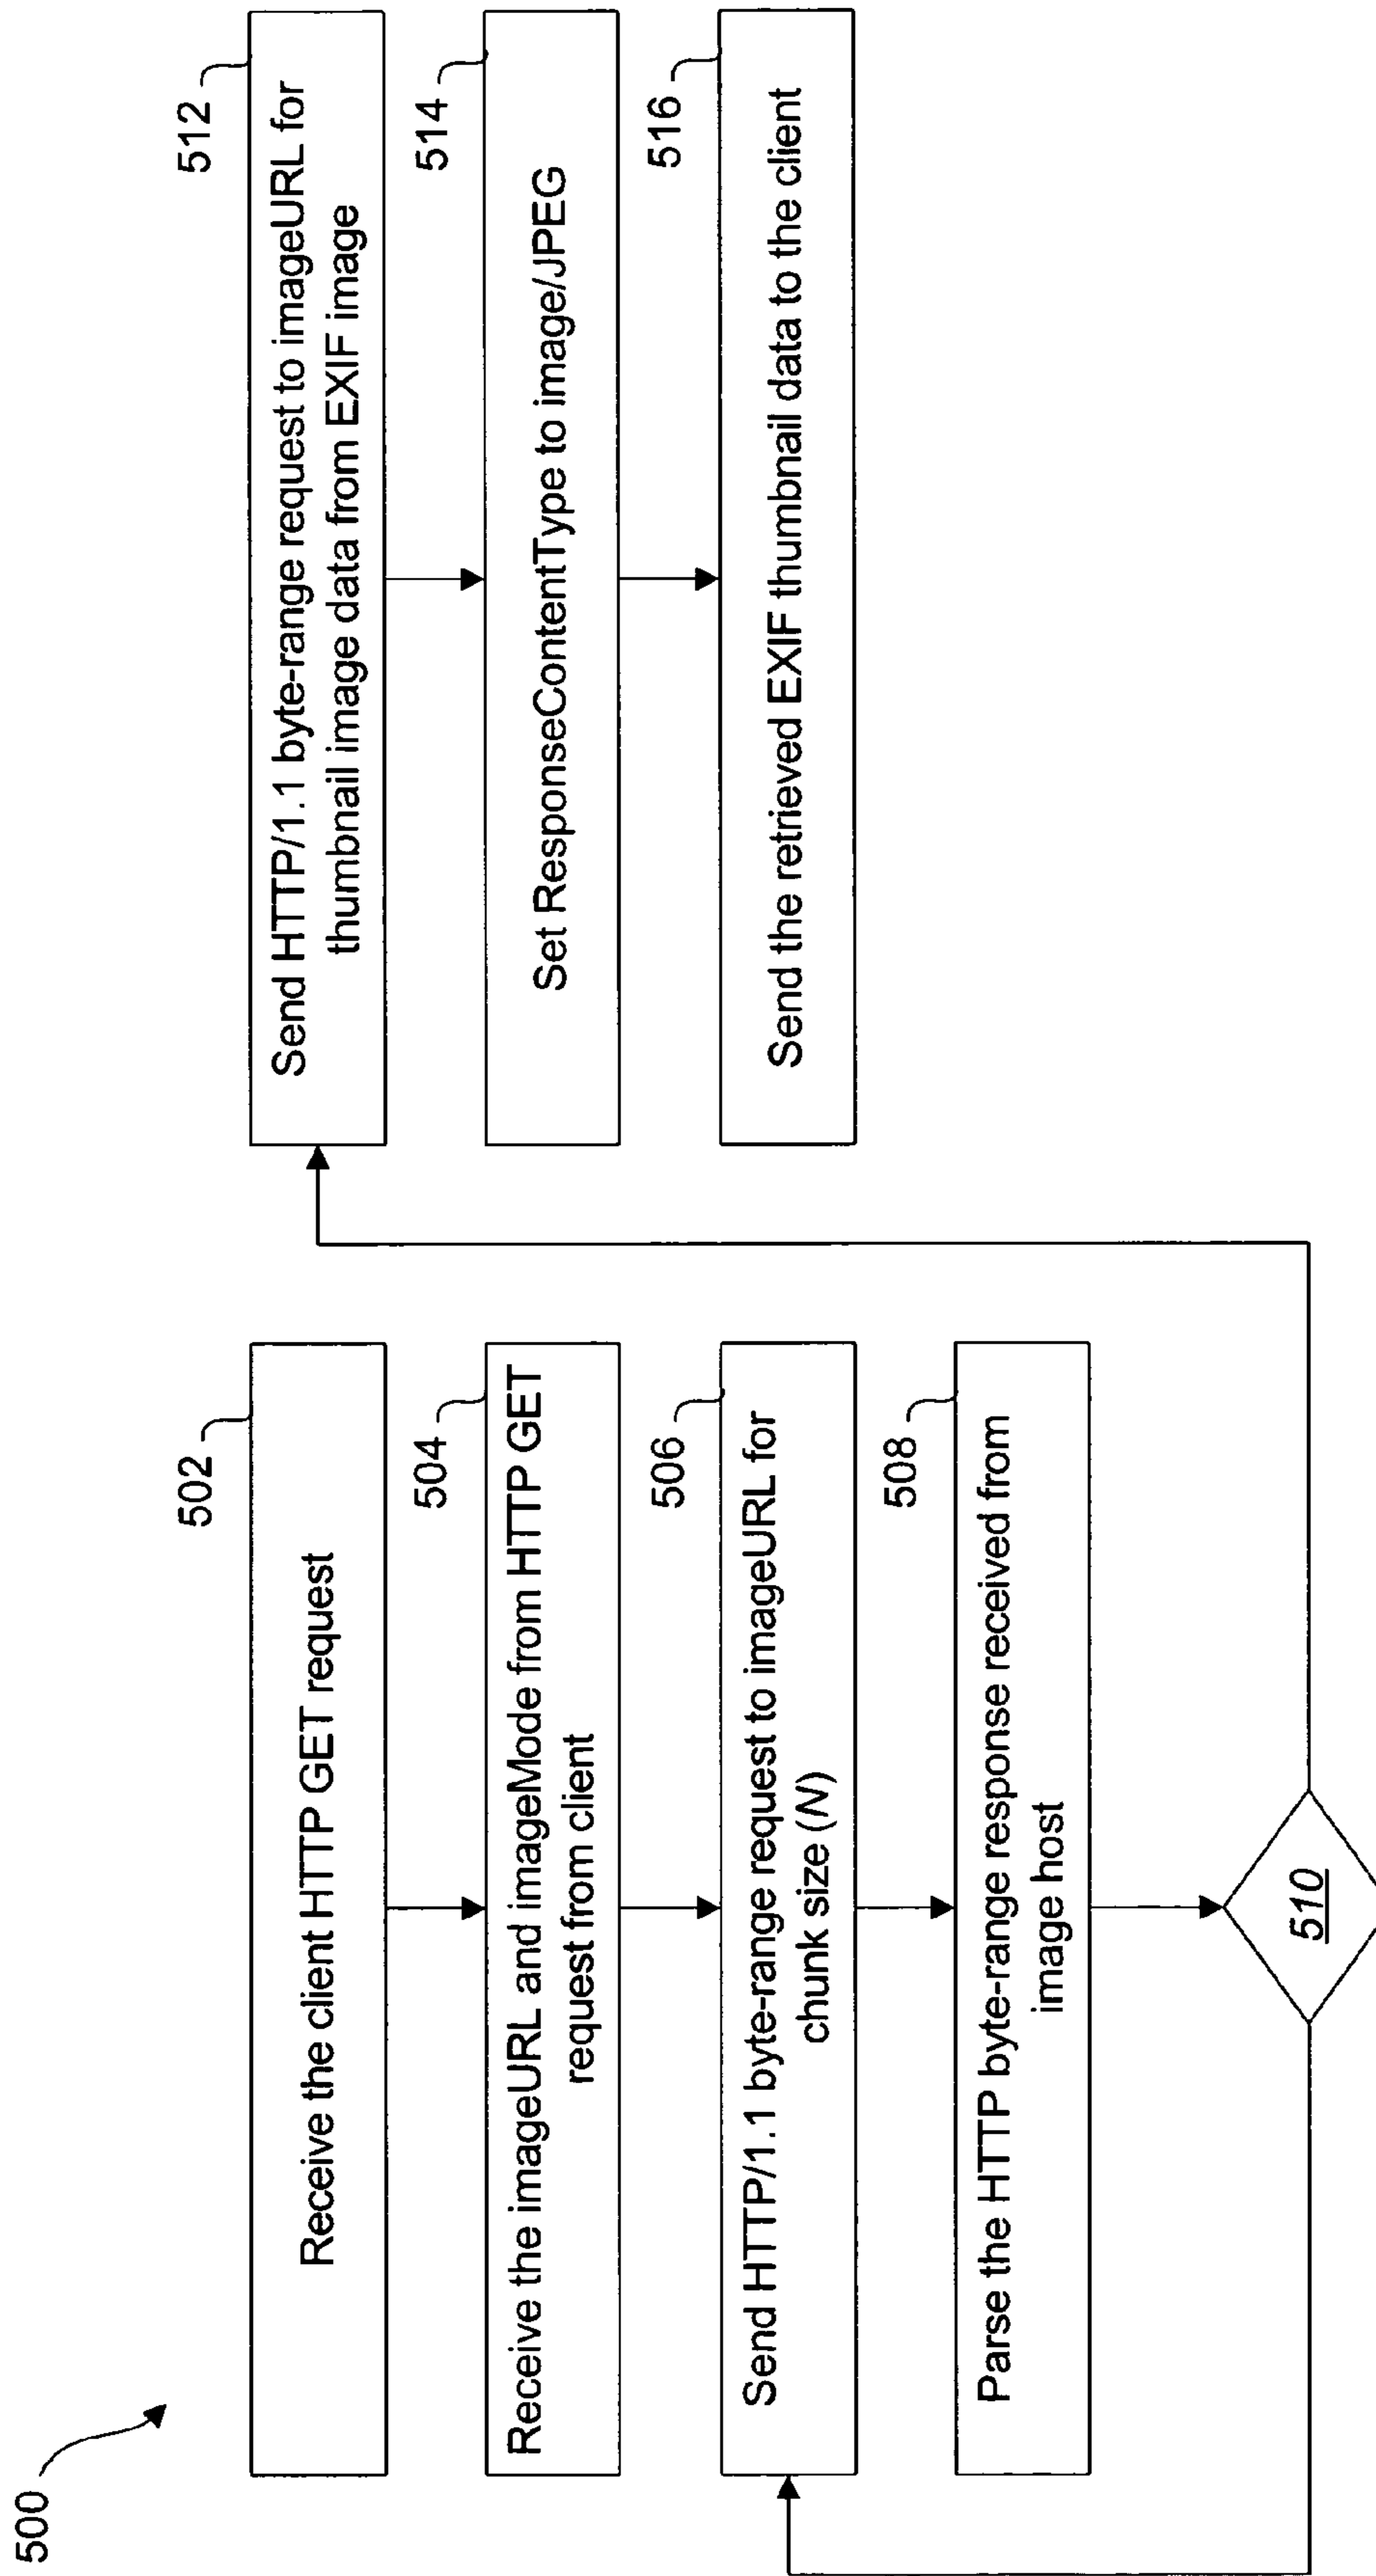 500
502
Receive the client HTTP GET request
504
Receive the imageURL and imageMode from HTTP GET
request from client
506
Send HTTP/1.1 byte-range request to imageURL for
chunk size (N)
508
Parse the HTTP byte-range response received from
image host
510
512
Send HTTP/1.1 byte-range request to imageURL for
thumbnail image data from EXIF image
514
Set ResponseContentType to image/JPEG
516
Send the retrieved EXIF thumbnail data to the client